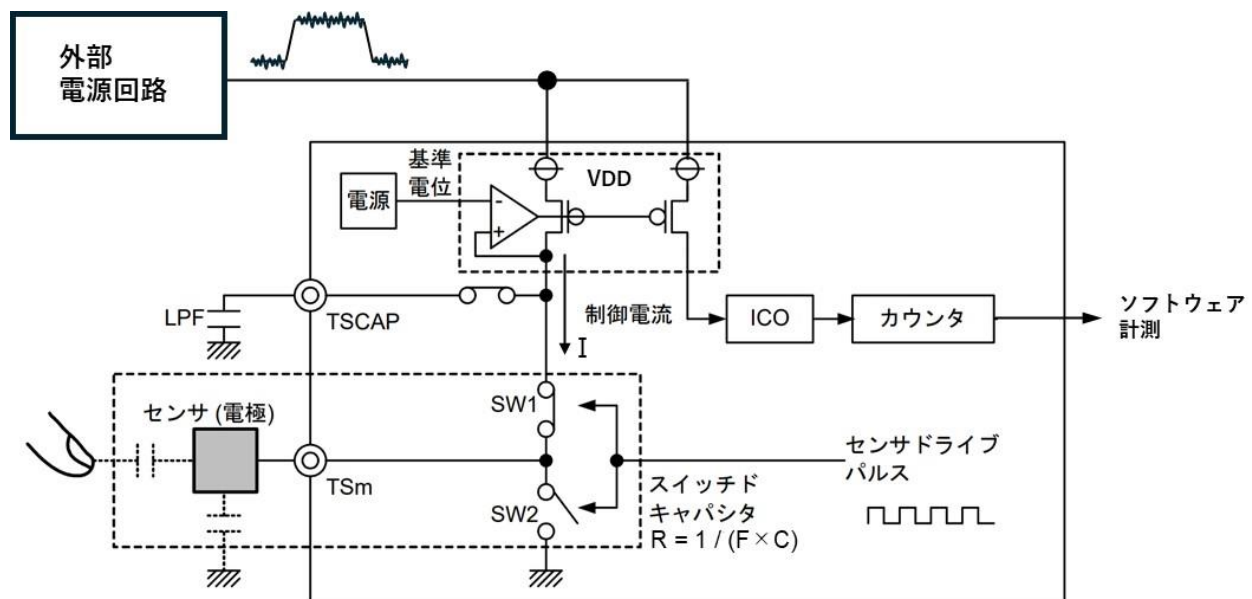 外部
電源回路
基準
電位
電源
VDD
-
+
LPF
TSCAP
制御電流
I
ICO
カウンタ
ソフトウェア
計測
センサ (電極)
SW1
TSm
SW2
センサドライブ
パルス
スイッチド
キャパシタ
R = 1 / (F × C)